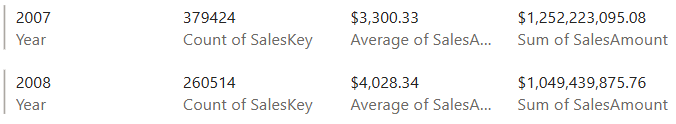 2007 379424 $3,300.33 $1,252,223,095.08
Year Count of SalesKey Average of SalesA... Sum of SalesAmount
2008 260514 $4,028.34 $1,049,439,875.76
Year Count of SalesKey Average of SalesA... Sum of SalesAmount